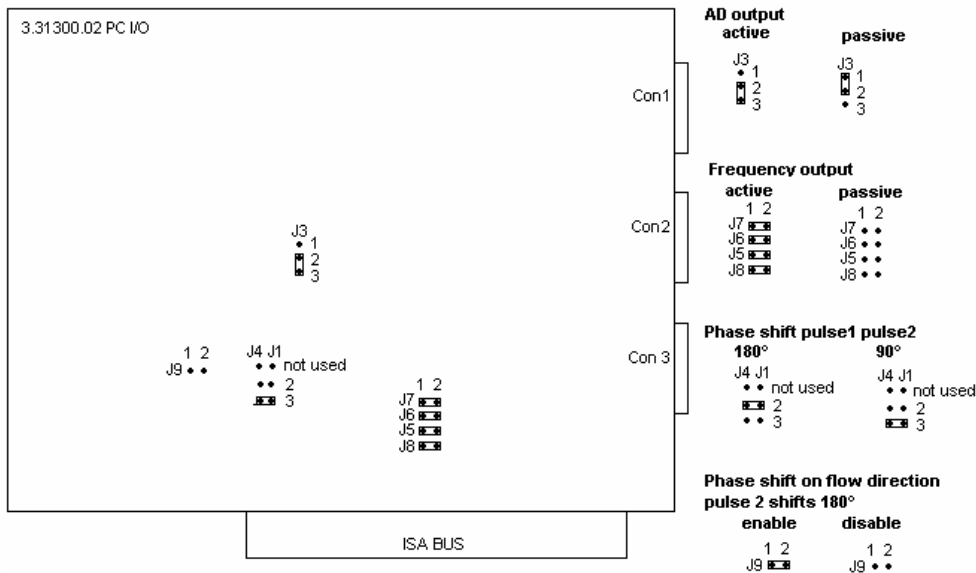 3.31300.02 PC I/O
Con1
Con2
Con 3
J3
1
2
3
1 2
J9
J4 J1
not used
2
3
1 2
J7
J6
J5
J8
ISA BUS
AD output
active
passive
J3
1
2
3
J3
1
2
3
Frequency output
active
passive
1 2
J7
J6
J5
J8
1 2
J7
J6
J5
J8
Phase shift pulse1 pulse2
180°
90°
J4 J1
not used
2
3
J4 J1
not used
2
3
Phase shift on flow direction
pulse 2 shifts 180°
enable
disable
1 2
J9
1 2
J9